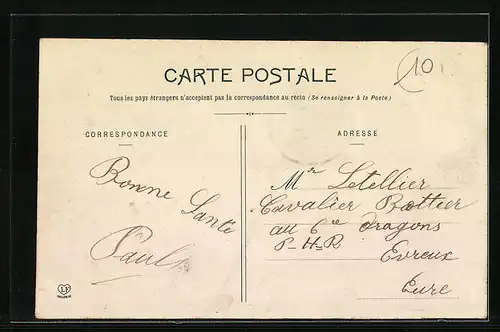 10
CARTE POSTALE
Tous les pays étrangers n'acceptent pas la correspondance au recto (Se renseigner à la Poste)
CORRESPONDANCE
Bonne
Santé
Paul
ADRESSE
Mr Letellier
Cavalier Bottier
au 6e dragons
P-H-R
Evreux
Eure